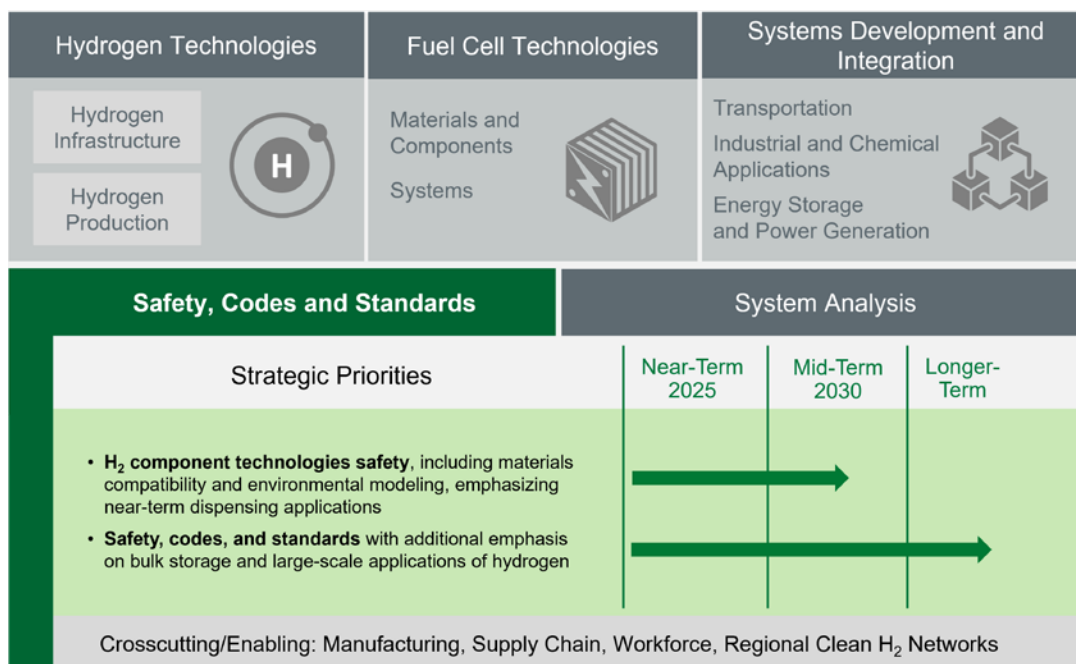 Hydrogen Technologies
Hydrogen
Infrastructure
Hydrogen
Production
H
Fuel Cell Technologies
Materials and
Components
Systems
Systems Development and
Integration
Transportation
Industrial and Chemical
Applications
Energy Storage
and Power Generation
Safety, Codes and Standards
System Analysis
Strategic Priorities
Near-Term
2025
Mid-Term
2030
Longer-
Term
• H₂ component technologies safety, including materials
compatibility and environmental modeling, emphasizing
near-term dispensing applications
• Safety, codes, and standards with additional emphasis
on bulk storage and large-scale applications of hydrogen
Crosscutting/Enabling: Manufacturing, Supply Chain, Workforce, Regional Clean H₂ Networks